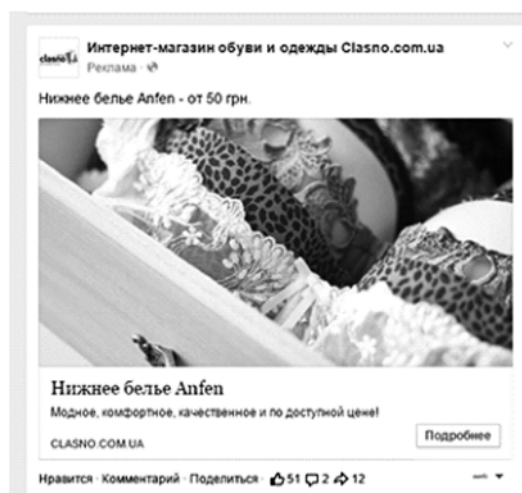 clasno
Интернет-магазин обуви и одежды Clasno.com.ua
Реклама ·
Нижнее белье Anfen - от 50 грн.
Нижнее белье Anfen
Модное, комфортное, качественное и по доступной цене!
CLASNO.COM.UA
Подробнее
Нравится · Комментарий · Поделиться · 51 2 12